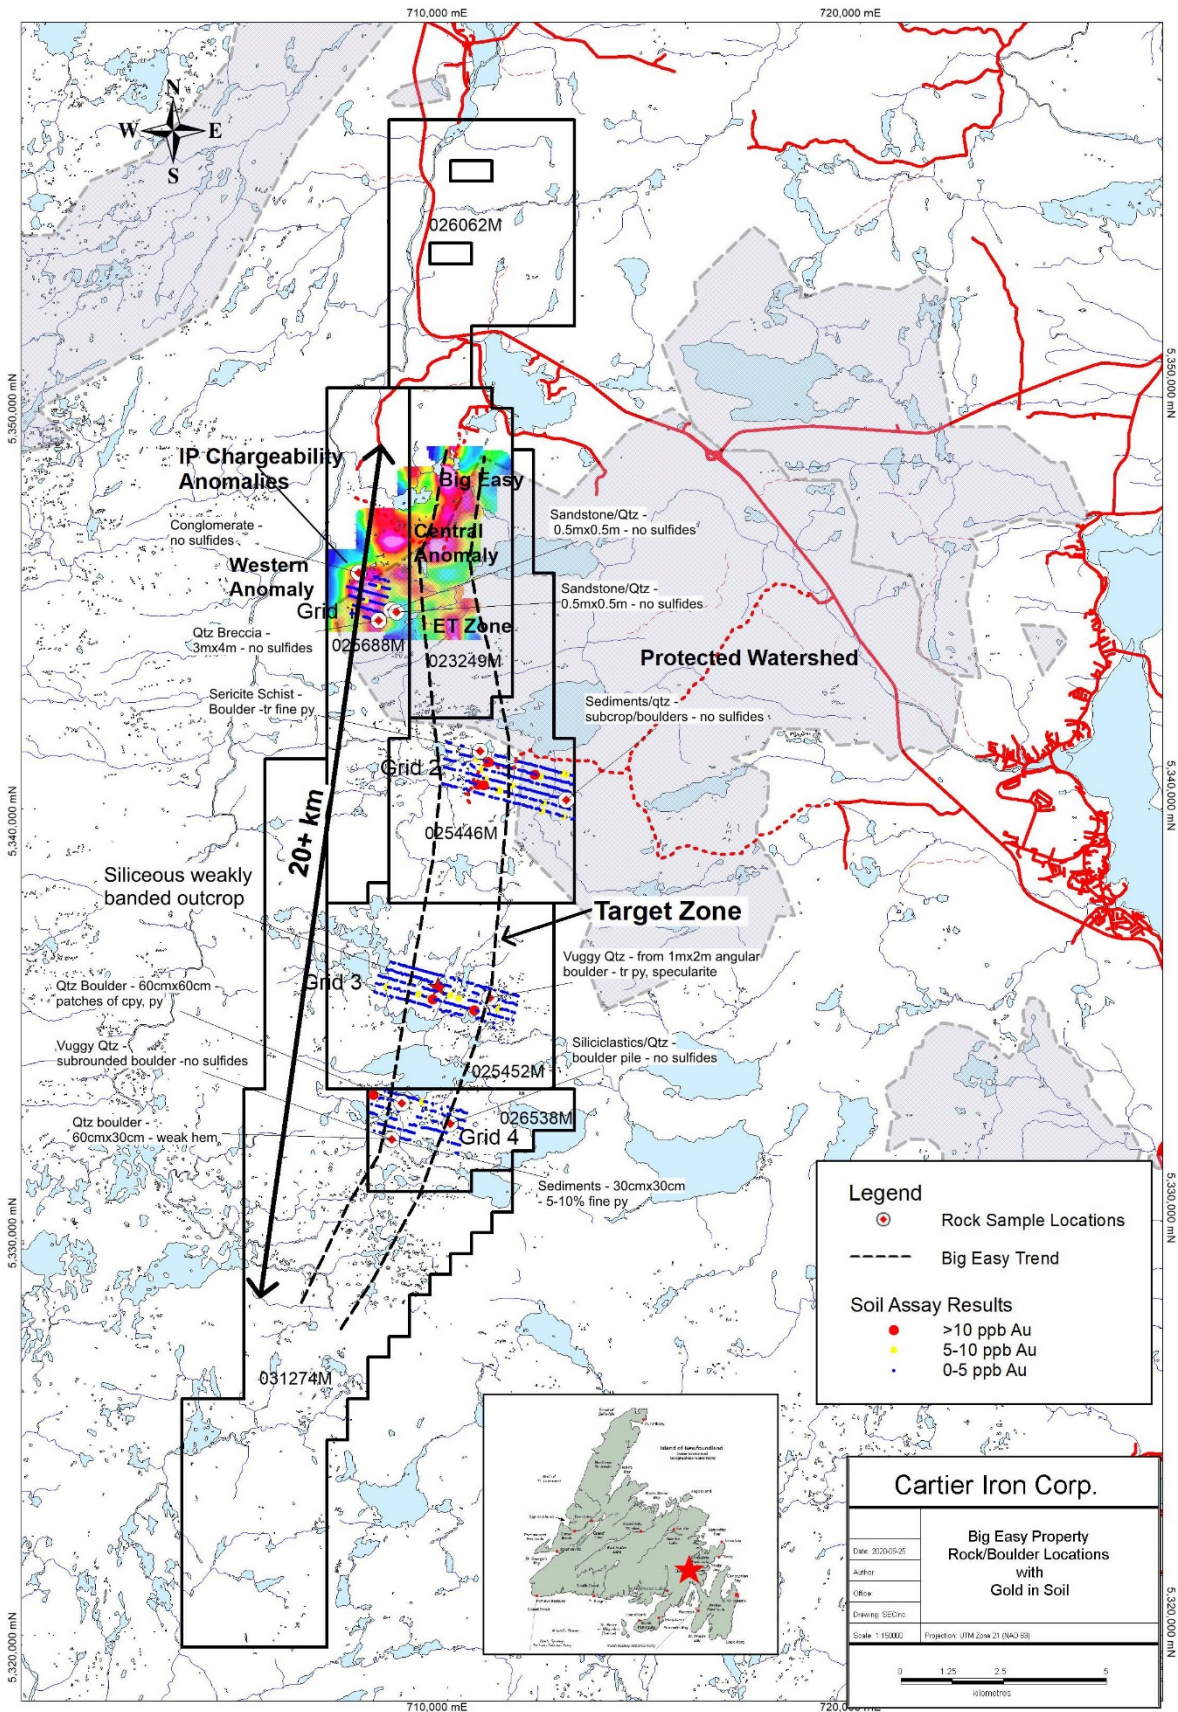 710,000 mE
720,000 mE
N
W
E
S
026062M
5,350,000 mN
5,350,000 mN
IP Chargeability
Anomalies
Big Easy
Conglomerate -
no sulfides
Sandstone/Qtz -
0.5mx0.5m - no sulfides
Central
Anomaly
Western
Anomaly
Sandstone/Qtz -
0.5mx0.5m - no sulfides
Grid
ET Zone
Qtz Breccia -
3mx4m - no sulfides
025688M
023249M
Protected Watershed
Sericite Schist -
Boulder -tr fine py
Sediments/qtz -
subcrop/boulders - no sulfides
Grid 2
5,340,000 mN
5,340,000 mN
025446M
20+ km
Siliceous weakly
banded outcrop
Target Zone
Vuggy Qtz - from 1mx2m angular
boulder - tr py, specularite
Grid 3
Qtz Boulder - 60cmx60cm -
patches of cpy, py
Vuggy Qtz -
subrounded boulder -no sulfides
Siliciclastics/Qtz -
boulder pile - no sulfides
025452M
026538M
Qtz boulder -
60cmx30cm - weak hem
Grid 4
Sediments - 30cmx30cm
- 5-10% fine py
5,330,000 mN
5,330,000 mN
Legend
Rock Sample Locations
Big Easy Trend
Soil Assay Results
>10 ppb Au
5-10 ppb Au
0-5 ppb Au
031274M
Island of Newfoundland
Cartier Iron Corp.
Big Easy Property
Rock/Boulder Locations
with
Gold in Soil
Date: 2020-09-25
Author:
Office:
Drawing: SECinc.
Scale: 1:150000
Projection: UTM Zone 21 (NAD 83)
0 1.25 2.5 5
kilometres
5,320,000 mN
5,320,000 mN
710,000 mE
720,000